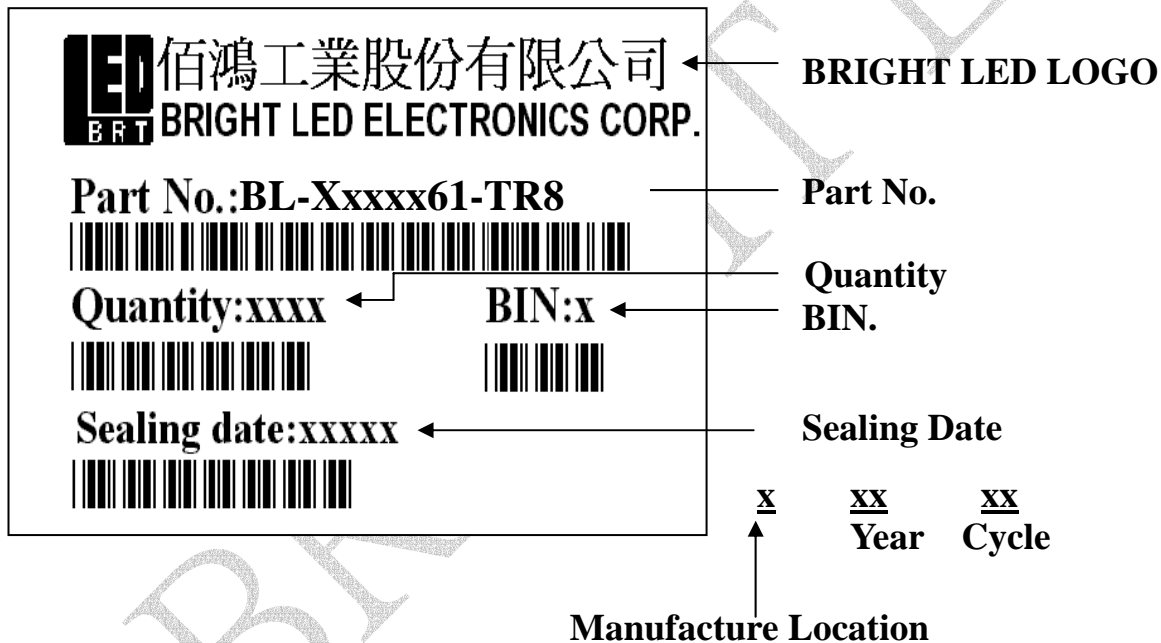 LED 佰鴻工業股份有限公司 BRIGHT LED LOGO
BRT BRIGHT LED ELECTRONICS CORP.
Part No.:BL-Xxxxx61-TR8 Part No.
Quantity
Quantity:xxxx BIN:x BIN.
Sealing date:xxxxx Sealing Date
x xx xx
Year Cycle
Manufacture Location